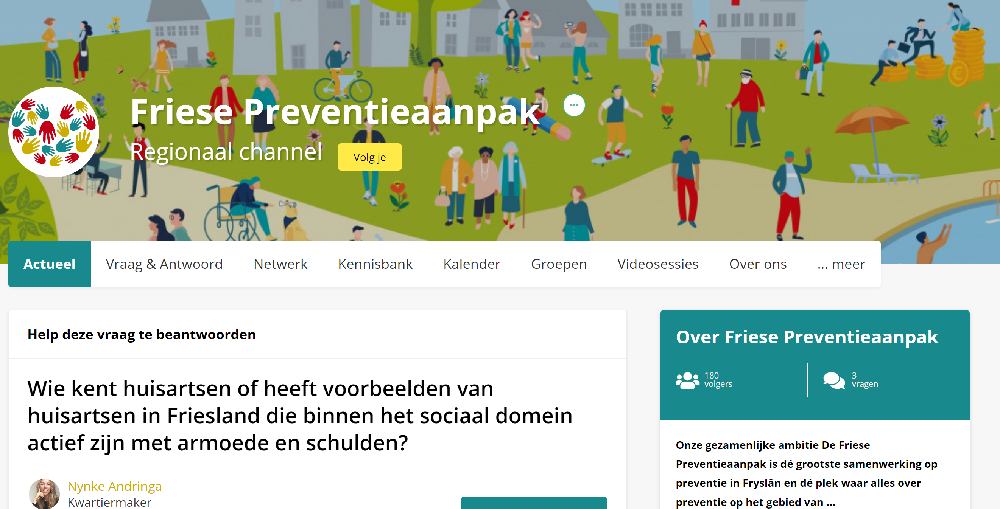 Friese Preventieaanpak
Regionaal channel
Volg je
Actueel
Vraag & Antwoord
Netwerk
Kennisbank
Kalender
Groepen
Videosessies
Over ons
... meer
Help deze vraag te beantwoorden
Wie kent huisartsen of heeft voorbeelden van
huisartsen in Friesland die binnen het sociaal domein
actief zijn met armoede en schulden?
Nynke Andringa
Kwartiermaker
Over Friese Preventieaanpak
180
volgers
3
vragen
Onze gezamenlijke ambitie De Friese
Preventieaanpak is dé grootste samenwerking op
preventie in Fryslân en dé plek waar alles over
preventie op het gebied van ...